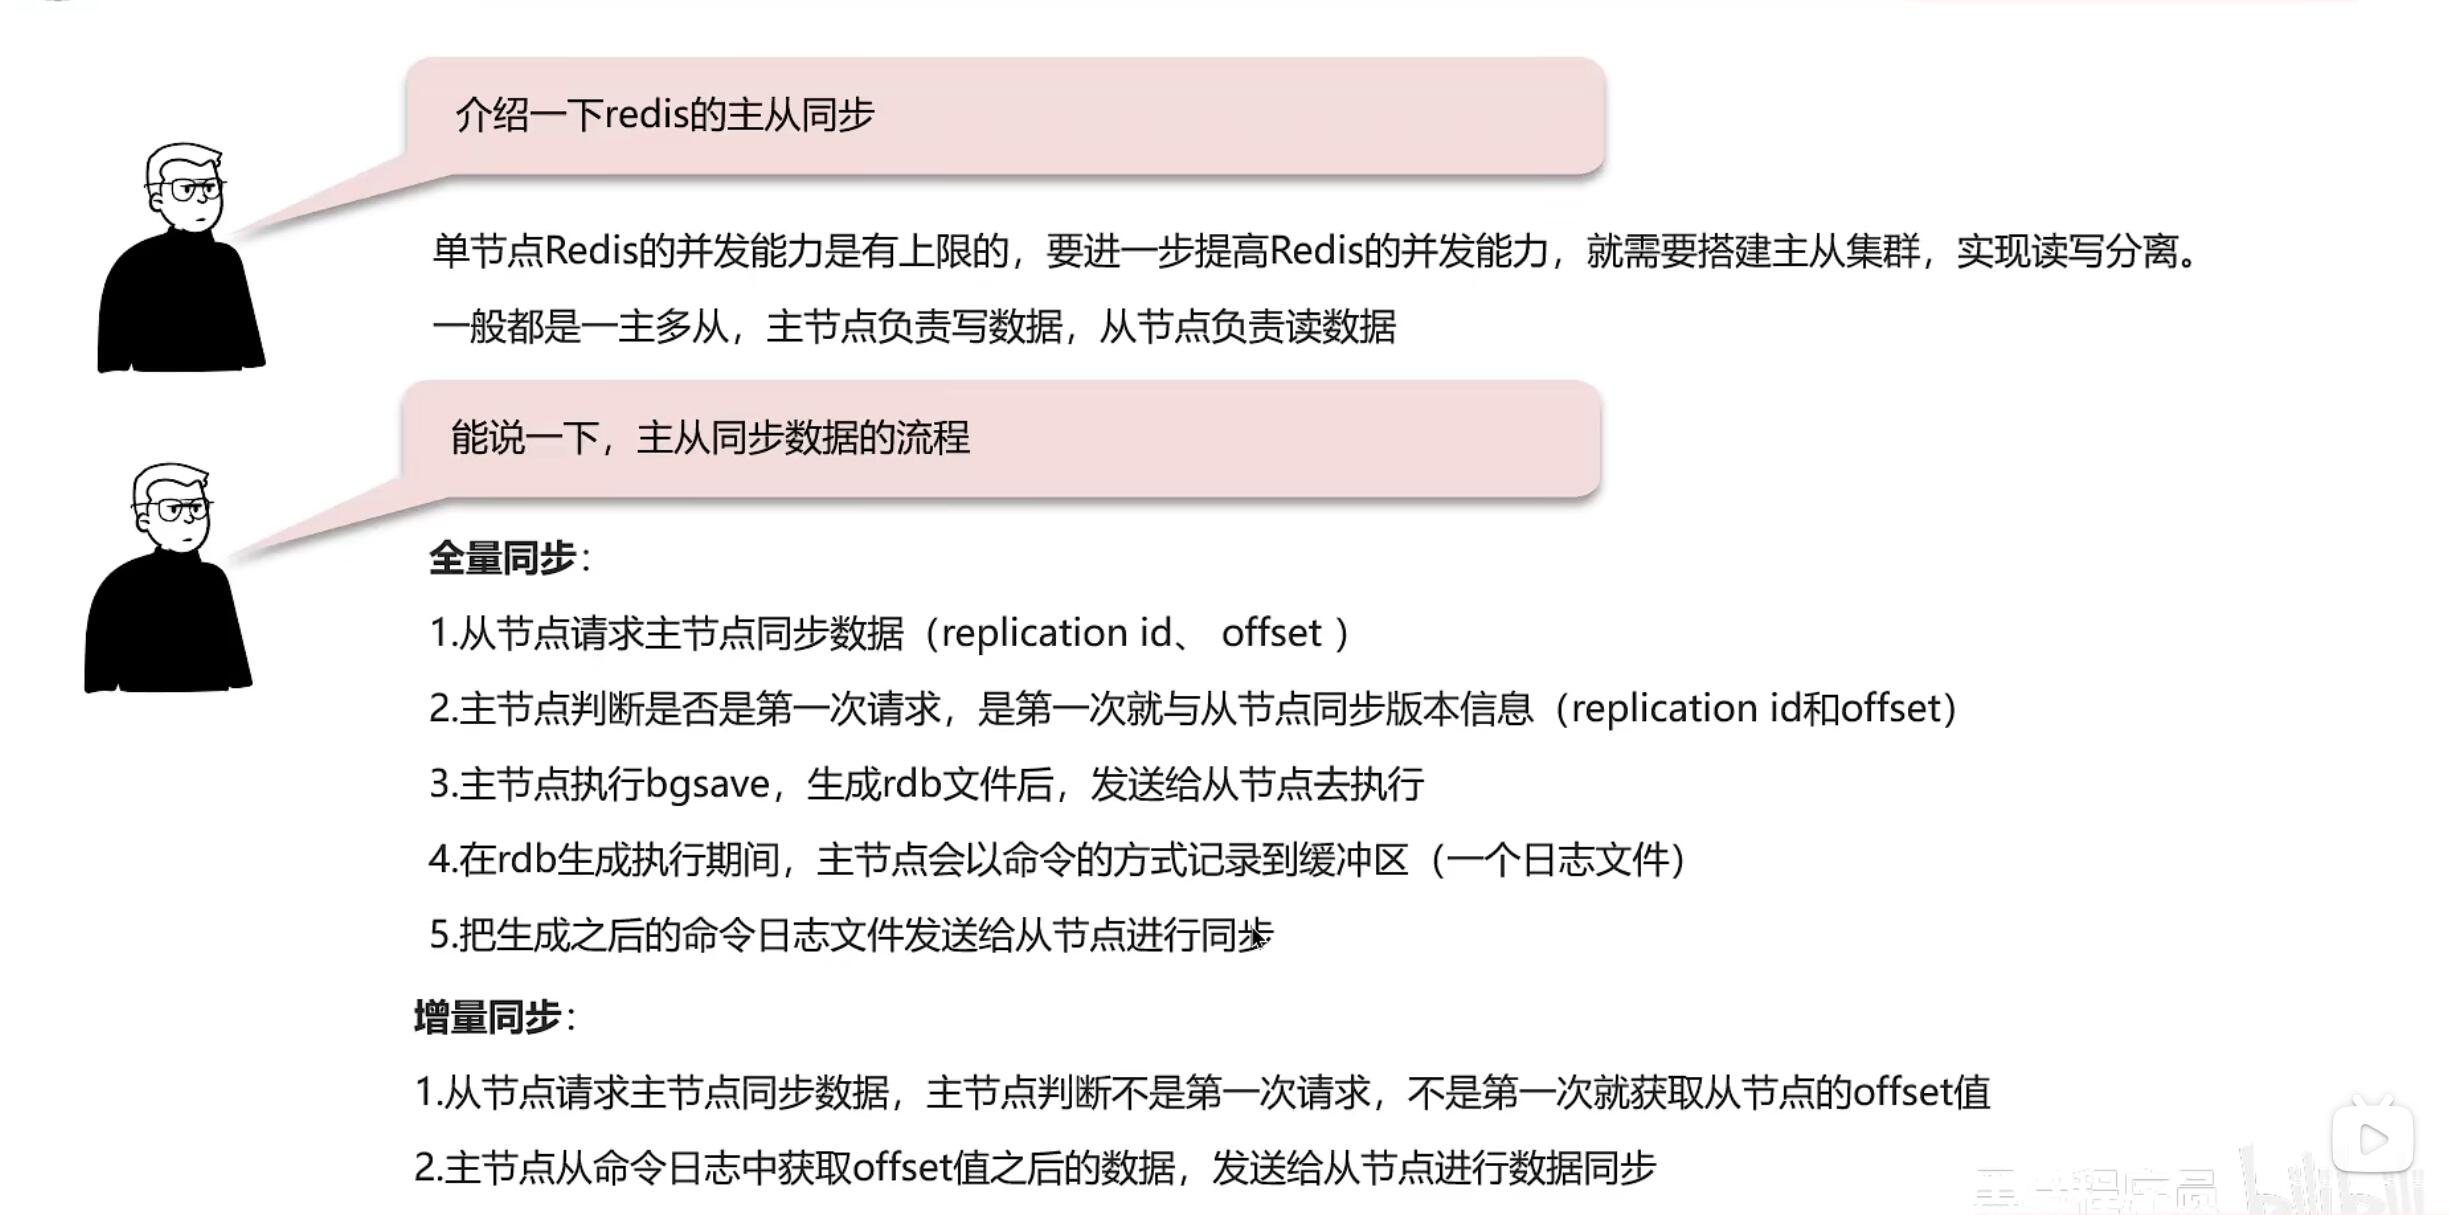 介绍一下redis的主从同步
单节点Redis的并发能力是有上限的，要进一步提高Redis的并发能力，就需要搭建主从集群，实现读写分离。
一般都是一主多从，主节点负责写数据，从节点负责读数据
能说一下，主从同步数据的流程
全量同步：
1.从节点请求主节点同步数据（replication id、 offset ）
2.主节点判断是否是第一次请求，是第一次就与从节点同步版本信息（replication id和offset）
3.主节点执行bgsave，生成rdb文件后，发送给从节点去执行
4.在rdb生成执行期间，主节点会以命令的方式记录到缓冲区（一个日志文件）
5.把生成之后的命令日志文件发送给从节点进行同步
增量同步：
1.从节点请求主节点同步数据，主节点判断不是第一次请求，不是第一次就获取从节点的offset值
2.主节点从命令日志中获取offset值之后的数据，发送给从节点进行数据同步
程序员 bilibili